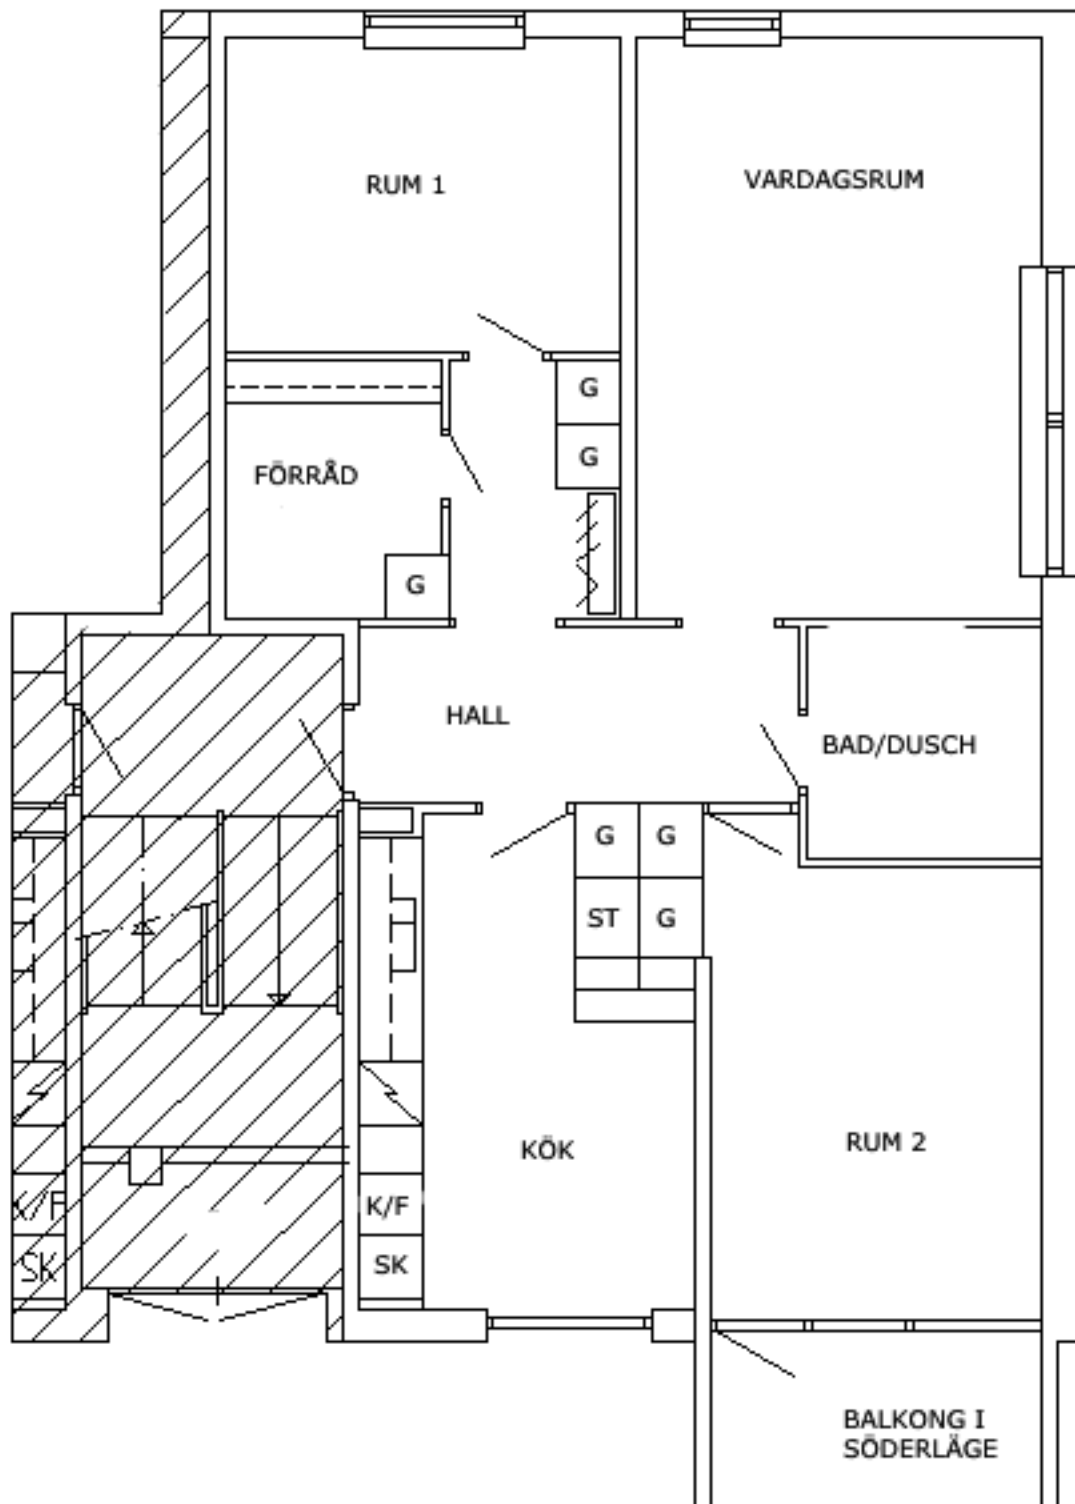 RUM 1
VARDAGSRUM
G
G
FÖRRÅD
G
HALL
BAD/DUSCH
G G
ST G
KÖK
RUM 2
K/F K/F
SK SK
BALKONG I
SÖDERLÄGE